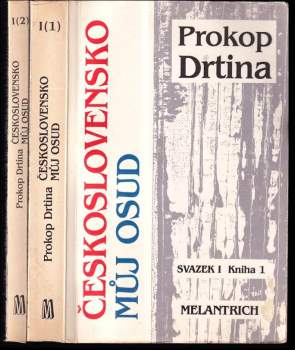 I(2)
Prokop Drtina ČESKOSLOVENSKO
MŮJ OSUD
M
I(1)
Prokop Drtina ČESKOSLOVENSKO
MŮJ OSUD
M
ČESKOSLOVENSKO
MŮJ OSUD
Prokop
Drtina
SVAZEK I Kniha 1
MELANTRICH